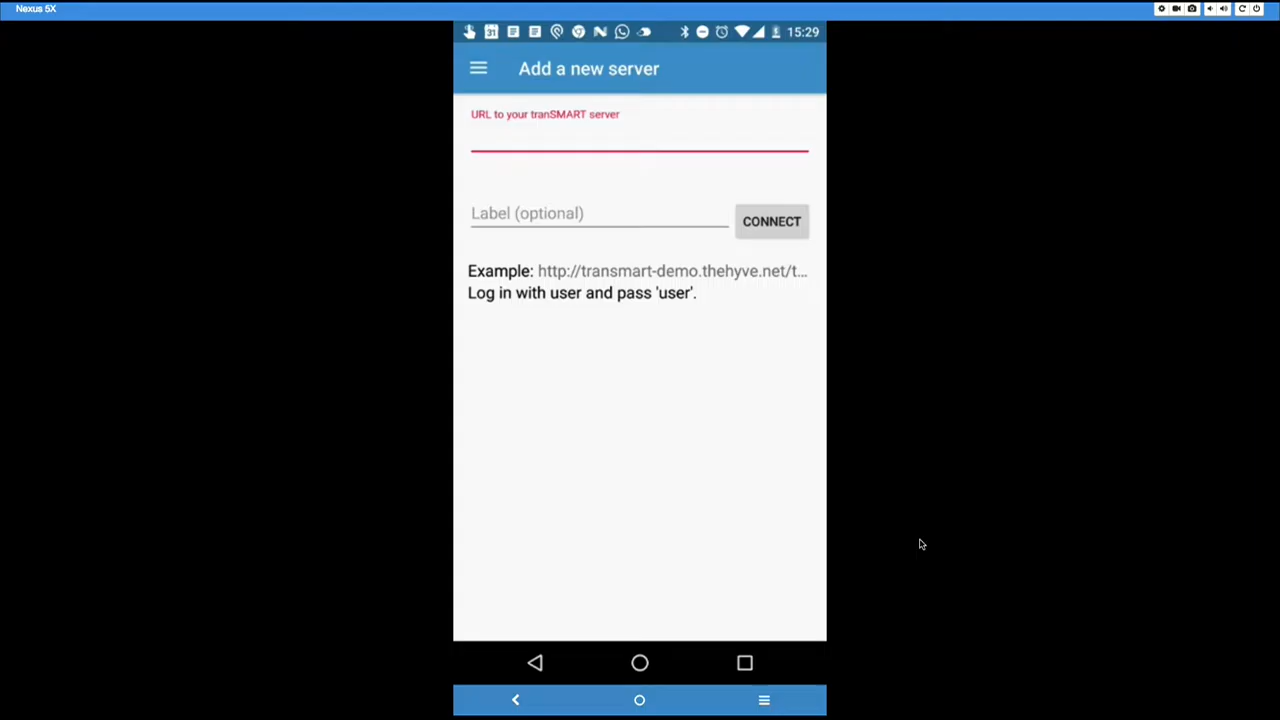 Nexus 5X
31 15:29
Add a new server
URL to your tranSMART server
Label (optional)
CONNECT
Example: http://transmart-demo.thehyve.net/t...
Log in with user and pass 'user'.